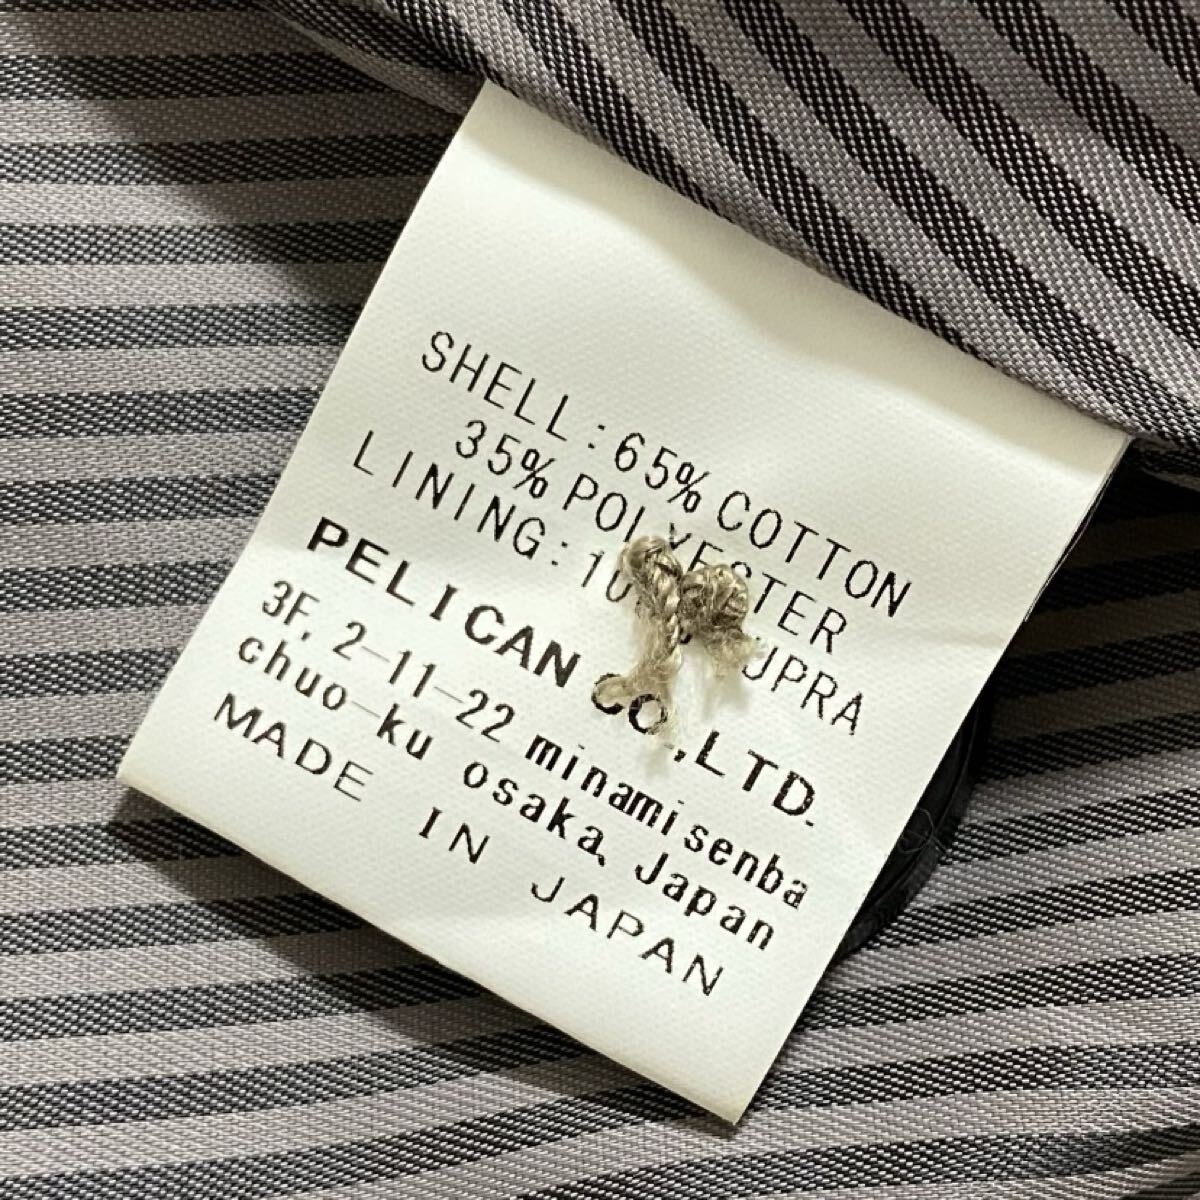 SHELL:65% COTTON
35% POLYESTER
LINING:
PELICAN CO.,LTD.
3F, 2-11-22 minamisenba
chuo-ku osaka, Japan
MADE IN JAPAN